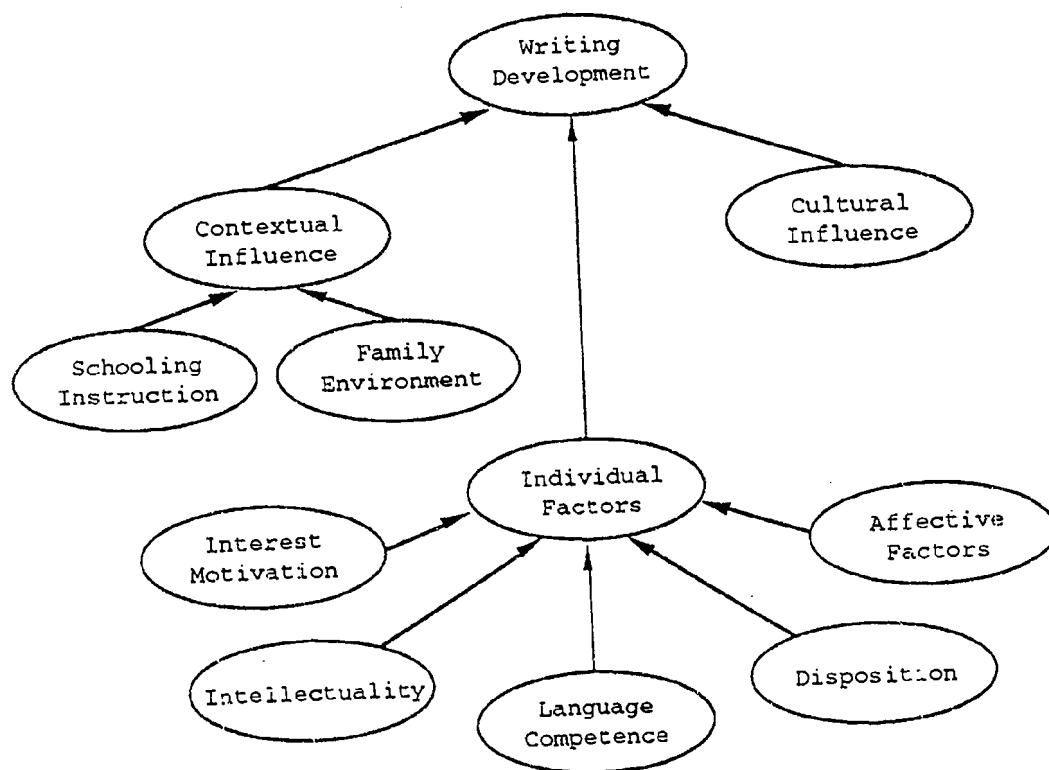 Writing
Development
Contextual
Influence
Cultural
Influence
Schooling
Instruction
Family
Environment
Individual
Factors
Interest
Motivation
Affective
Factors
Intellectuality
Language
Competence
Disposition